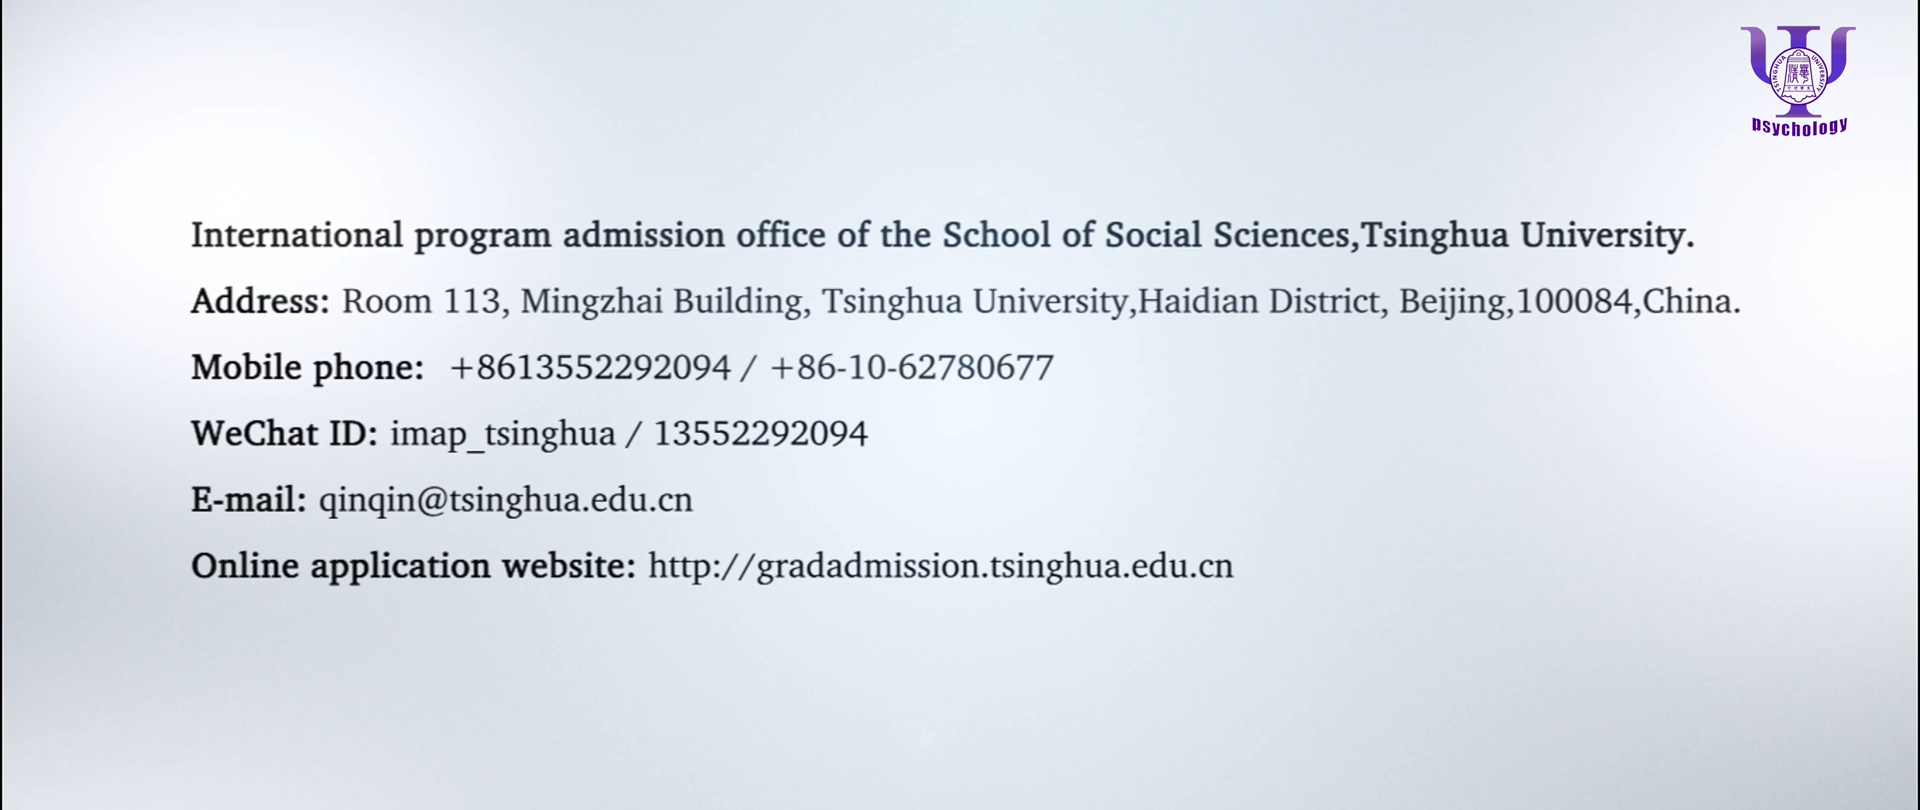 TSINGHUA UNIVERSITY
psychology
International program admission office of the School of Social Sciences,Tsinghua University.
Address: Room 113, Mingzhai Building, Tsinghua University,Haidian District, Beijing,100084,China.
Mobile phone: +8613552292094 / +86-10-62780677
WeChat ID: imap_tsinghua / 13552292094
E-mail: qinqin@tsinghua.edu.cn
Online application website: http://gradadmission.tsinghua.edu.cn